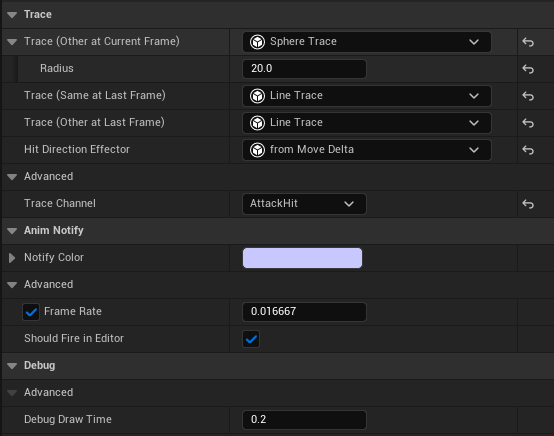 Trace
Trace (Other at Current Frame) Sphere Trace
Radius 20.0
Trace (Same at Last Frame) Line Trace
Trace (Other at Last Frame) Line Trace
Hit Direction Effector from Move Delta
Advanced
Trace Channel AttackHit
Anim Notify
Notify Color
Advanced
Frame Rate 0.016667
Should Fire in Editor
Debug
Advanced
Debug Draw Time 0.2